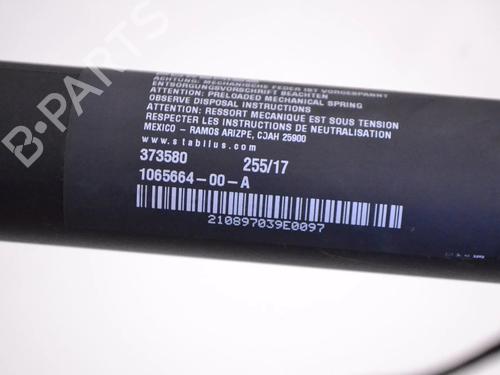 ACHTUNG: MECHANISCHE FEDER IST VORGESPANNT
ENTSORGUNGSVORSCHRIFT BEACHTEN
ATTENTION: PRELOADED MECHANICAL SPRING
OBSERVE DISPOSAL INSTRUCTIONS
ATTENTION: RESSORT MECANIQUE EST SOUS TENSION
RESPECTER LES INSTRUCTIONS DE NEUTRALISATION
MEXICO - RAMOS ARIZPE, CJAH 25900
www.stabilus.com
373580 255/17
1065664-00-A
210897039E0097
B-PARTS